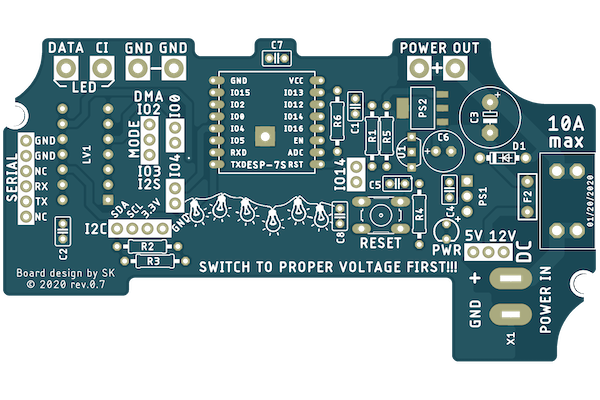 DATA CI GND GND
LED
C7
POWER OUT
DMA
IO2
MODE
IO3
I2S
IO0
IO4
GND
IO15
IO2
IO0
IO4
IO5
RXD
TXD
ESP-7S
VCC
IO13
IO12
IO14
IO16
EN
ADC
RST
SERIAL
GND
GND
NC
RX
TX
NC
LV1
C1
R6
R1
R5
U1
PS2
C6
C3
D1
10A
max
01/20/2020
IO14
C5
C4
PS1
F2
R4
C8
RESET
PWR
5V 12V
DC
I2C
SDA
SCL
3.3V
GND
C2
R2
R3
Board design by SK
© 2020 rev.0.7
SWITCH TO PROPER VOLTAGE FIRST!!!
+
GND
POWER IN
X1